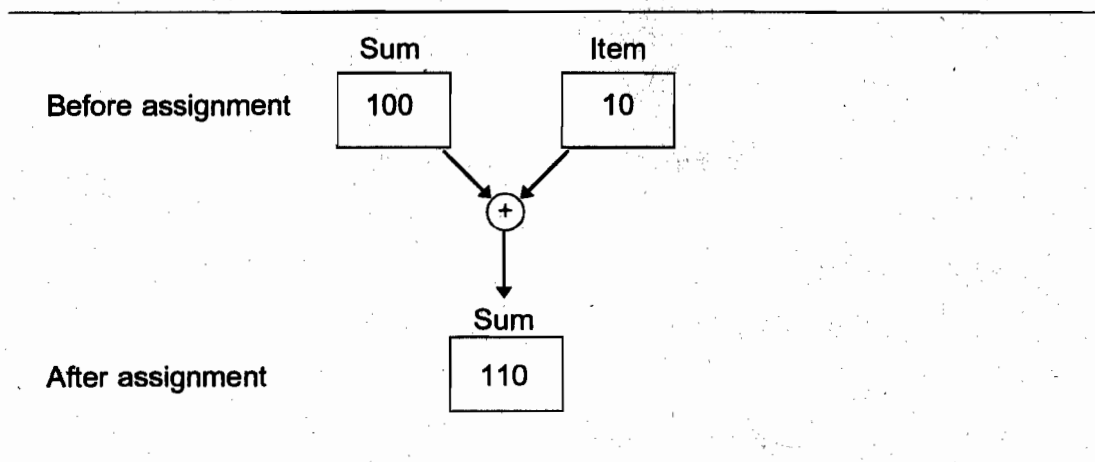 Sum Item
Before assignment 100 10
+
Sum
After assignment 110